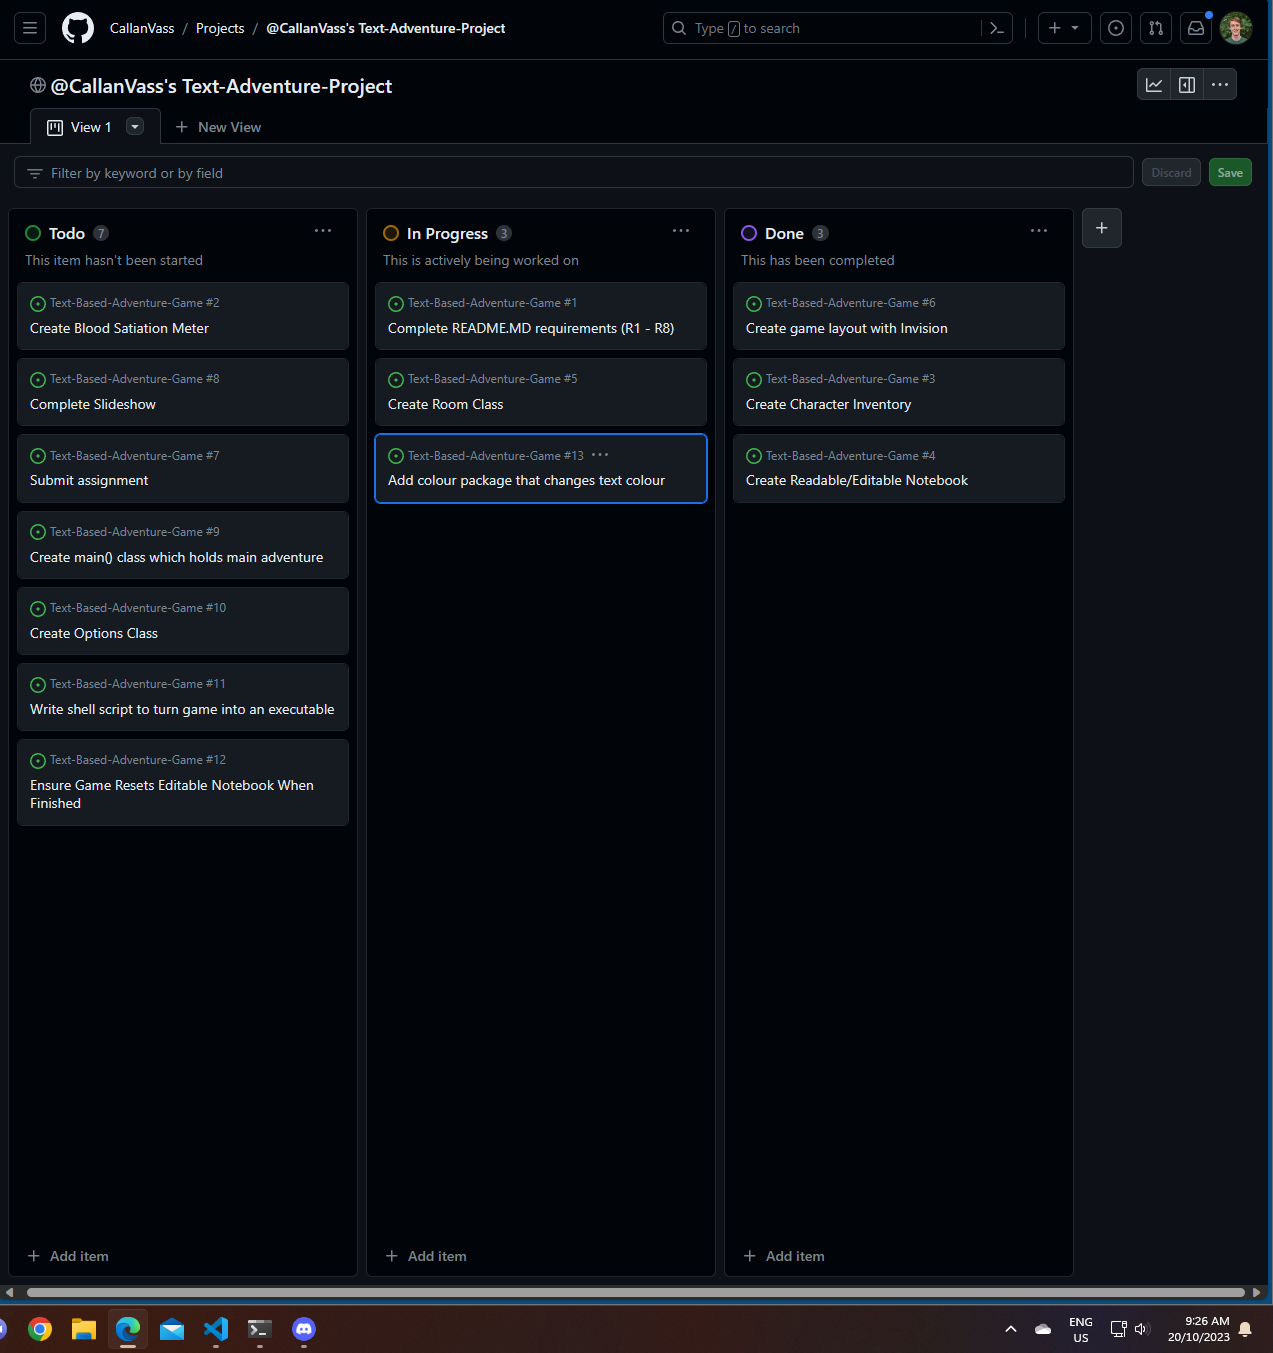 CallanVass / Projects / @CallanVass's Text-Adventure-Project
Type / to search
@CallanVass's Text-Adventure-Project
View 1
New View
Filter by keyword or by field
Discard
Save
Todo 7
This item hasn't been started
Text-Based-Adventure-Game #2
Create Blood Satiation Meter
Text-Based-Adventure-Game #8
Complete Slideshow
Text-Based-Adventure-Game #7
Submit assignment
Text-Based-Adventure-Game #9
Create main() class which holds main adventure
Text-Based-Adventure-Game #10
Create Options Class
Text-Based-Adventure-Game #11
Write shell script to turn game into an executable
Text-Based-Adventure-Game #12
Ensure Game Resets Editable Notebook When
Finished
Add item
In Progress 3
This is actively being worked on
Text-Based-Adventure-Game #1
Complete README.MD requirements (R1 - R8)
Text-Based-Adventure-Game #5
Create Room Class
Text-Based-Adventure-Game #13
Add colour package that changes text colour
Add item
Done 3
This has been completed
Text-Based-Adventure-Game #6
Create game layout with Invision
Text-Based-Adventure-Game #3
Create Character Inventory
Text-Based-Adventure-Game #4
Create Readable/Editable Notebook
Add item
ENG
US
9:26 AM
20/10/2023